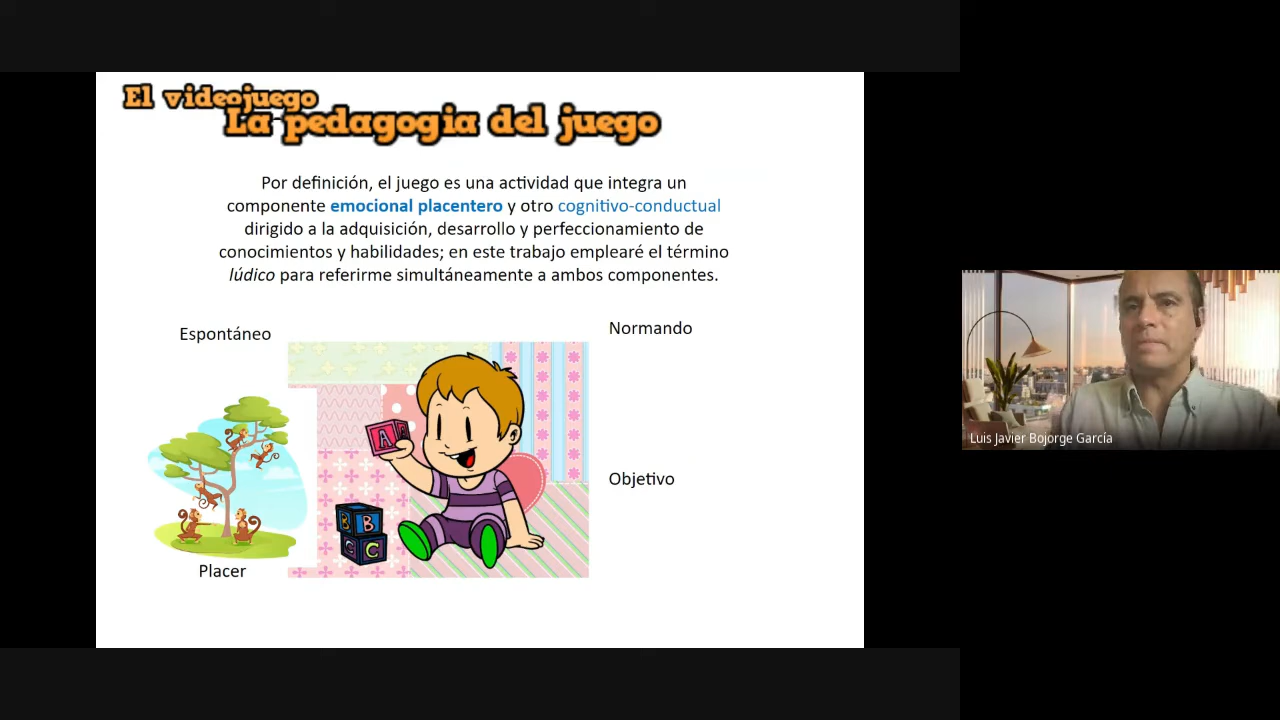 El videojuego
La pedagogia del juego
Por definición, el juego es una actividad que integra un
componente emocional placentero y otro cognitivo-conductual
dirigido a la adquisición, desarrollo y perfeccionamiento de
conocimientos y habilidades; en este trabajo emplearé el término
lúdico para referirme simultáneamente a ambos componentes.
Espontáneo
Normando
A
B B
C C
Objetivo
Placer
Luis Javier Bojorge García